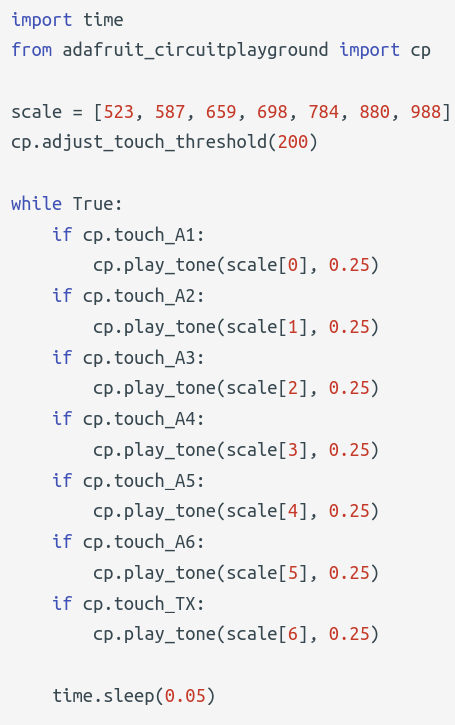 import time
from adafruit_circuitplayground import cp

scale = [523, 587, 659, 698, 784, 880, 988]
cp.adjust_touch_threshold(200)

while True:
    if cp.touch_A1:
        cp.play_tone(scale[0], 0.25)
    if cp.touch_A2:
        cp.play_tone(scale[1], 0.25)
    if cp.touch_A3:
        cp.play_tone(scale[2], 0.25)
    if cp.touch_A4:
        cp.play_tone(scale[3], 0.25)
    if cp.touch_A5:
        cp.play_tone(scale[4], 0.25)
    if cp.touch_A6:
        cp.play_tone(scale[5], 0.25)
    if cp.touch_TX:
        cp.play_tone(scale[6], 0.25)

    time.sleep(0.05)